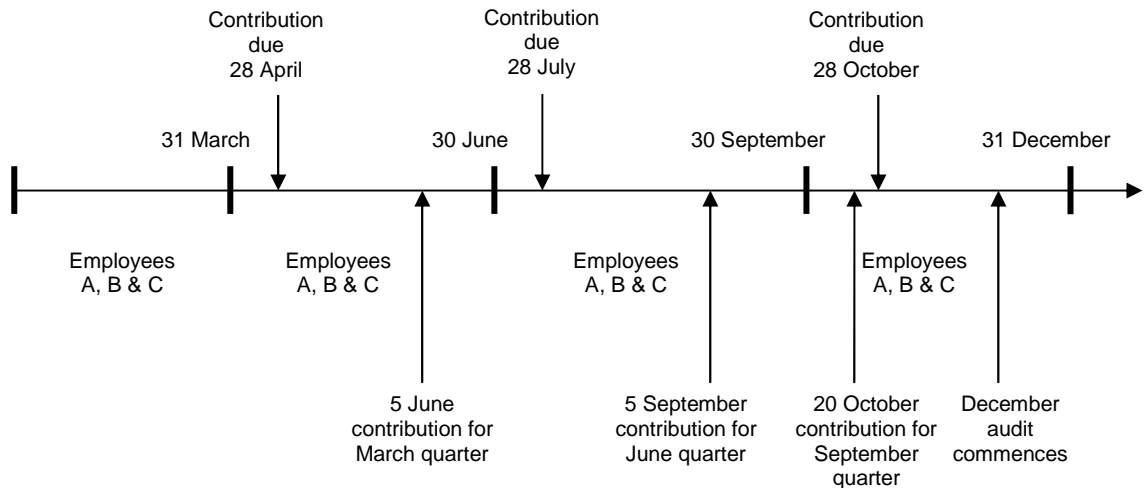 Contribution
due
28 April
Contribution
due
28 July
Contribution
due
28 October
31 March
30 June
30 September
31 December
Employees
A, B & C
Employees
A, B & C
Employees
A, B & C
Employees
A, B & C
5 June
contribution for
March quarter
5 September
contribution for
June quarter
20 October
contribution for
September
quarter
December
audit
commences